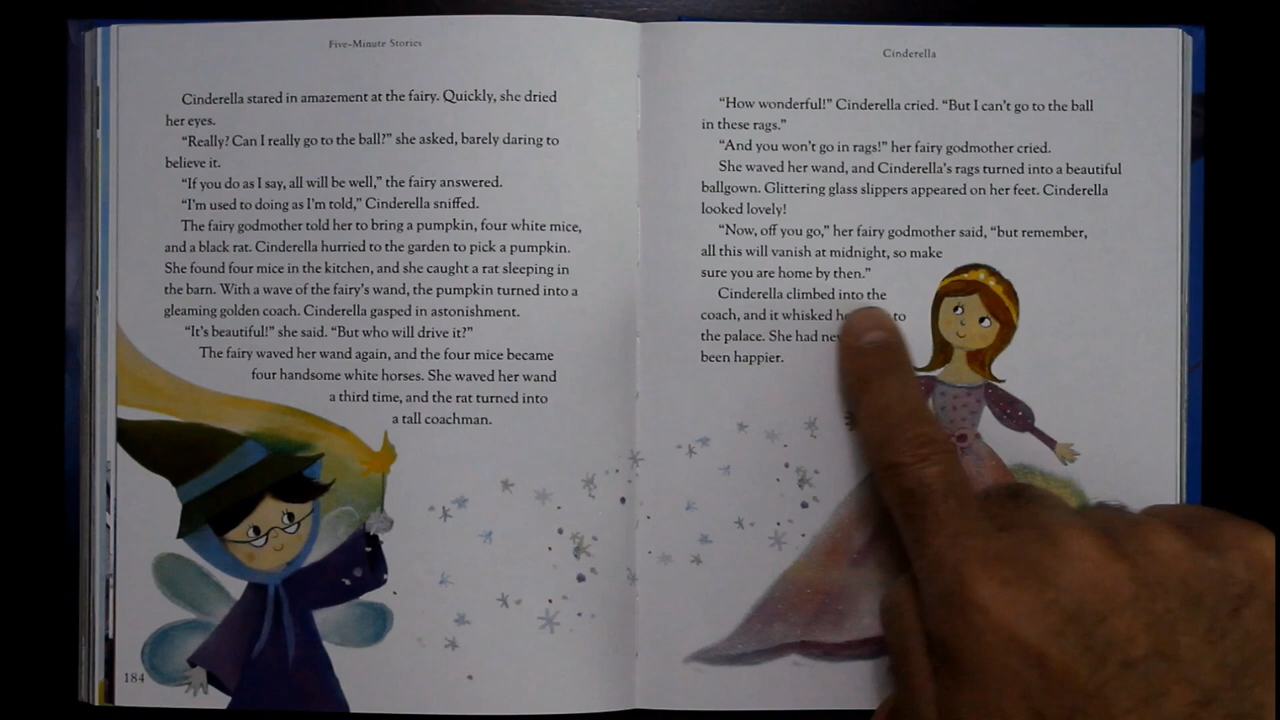 Five-Minute Stories
Cinderella stared in amazement at the fairy. Quickly, she dried
her eyes.
“Really? Can I really go to the ball?” she asked, barely daring to
believe it.
“If you do as I say, all will be well,” the fairy answered.
“I’m used to doing as I’m told,” Cinderella sniffed.
The fairy godmother told her to bring a pumpkin, four white mice,
and a black rat. Cinderella hurried to the garden to pick a pumpkin.
She found four mice in the kitchen, and she caught a rat sleeping in
the barn. With a wave of the fairy’s wand, the pumpkin turned into a
gleaming golden coach. Cinderella gasped in astonishment.
“It’s beautiful!” she said. “But who will drive it?”
The fairy waved her wand again, and the four mice became
four handsome white horses. She waved her wand
a third time, and the rat turned into
a tall coachman.
184
Cinderella
“How wonderful!” Cinderella cried. “But I can’t go to the ball
in these rags.”
“And you won’t go in rags!” her fairy godmother cried.
She waved her wand, and Cinderella’s rags turned into a beautiful
ballgown. Glittering glass slippers appeared on her feet. Cinderella
looked lovely!
“Now, off you go,” her fairy godmother said, “but remember,
all this will vanish at midnight, so make
sure you are home by then.”
Cinderella climbed into the
coach, and it whisked to
the palace. She had
been happier.